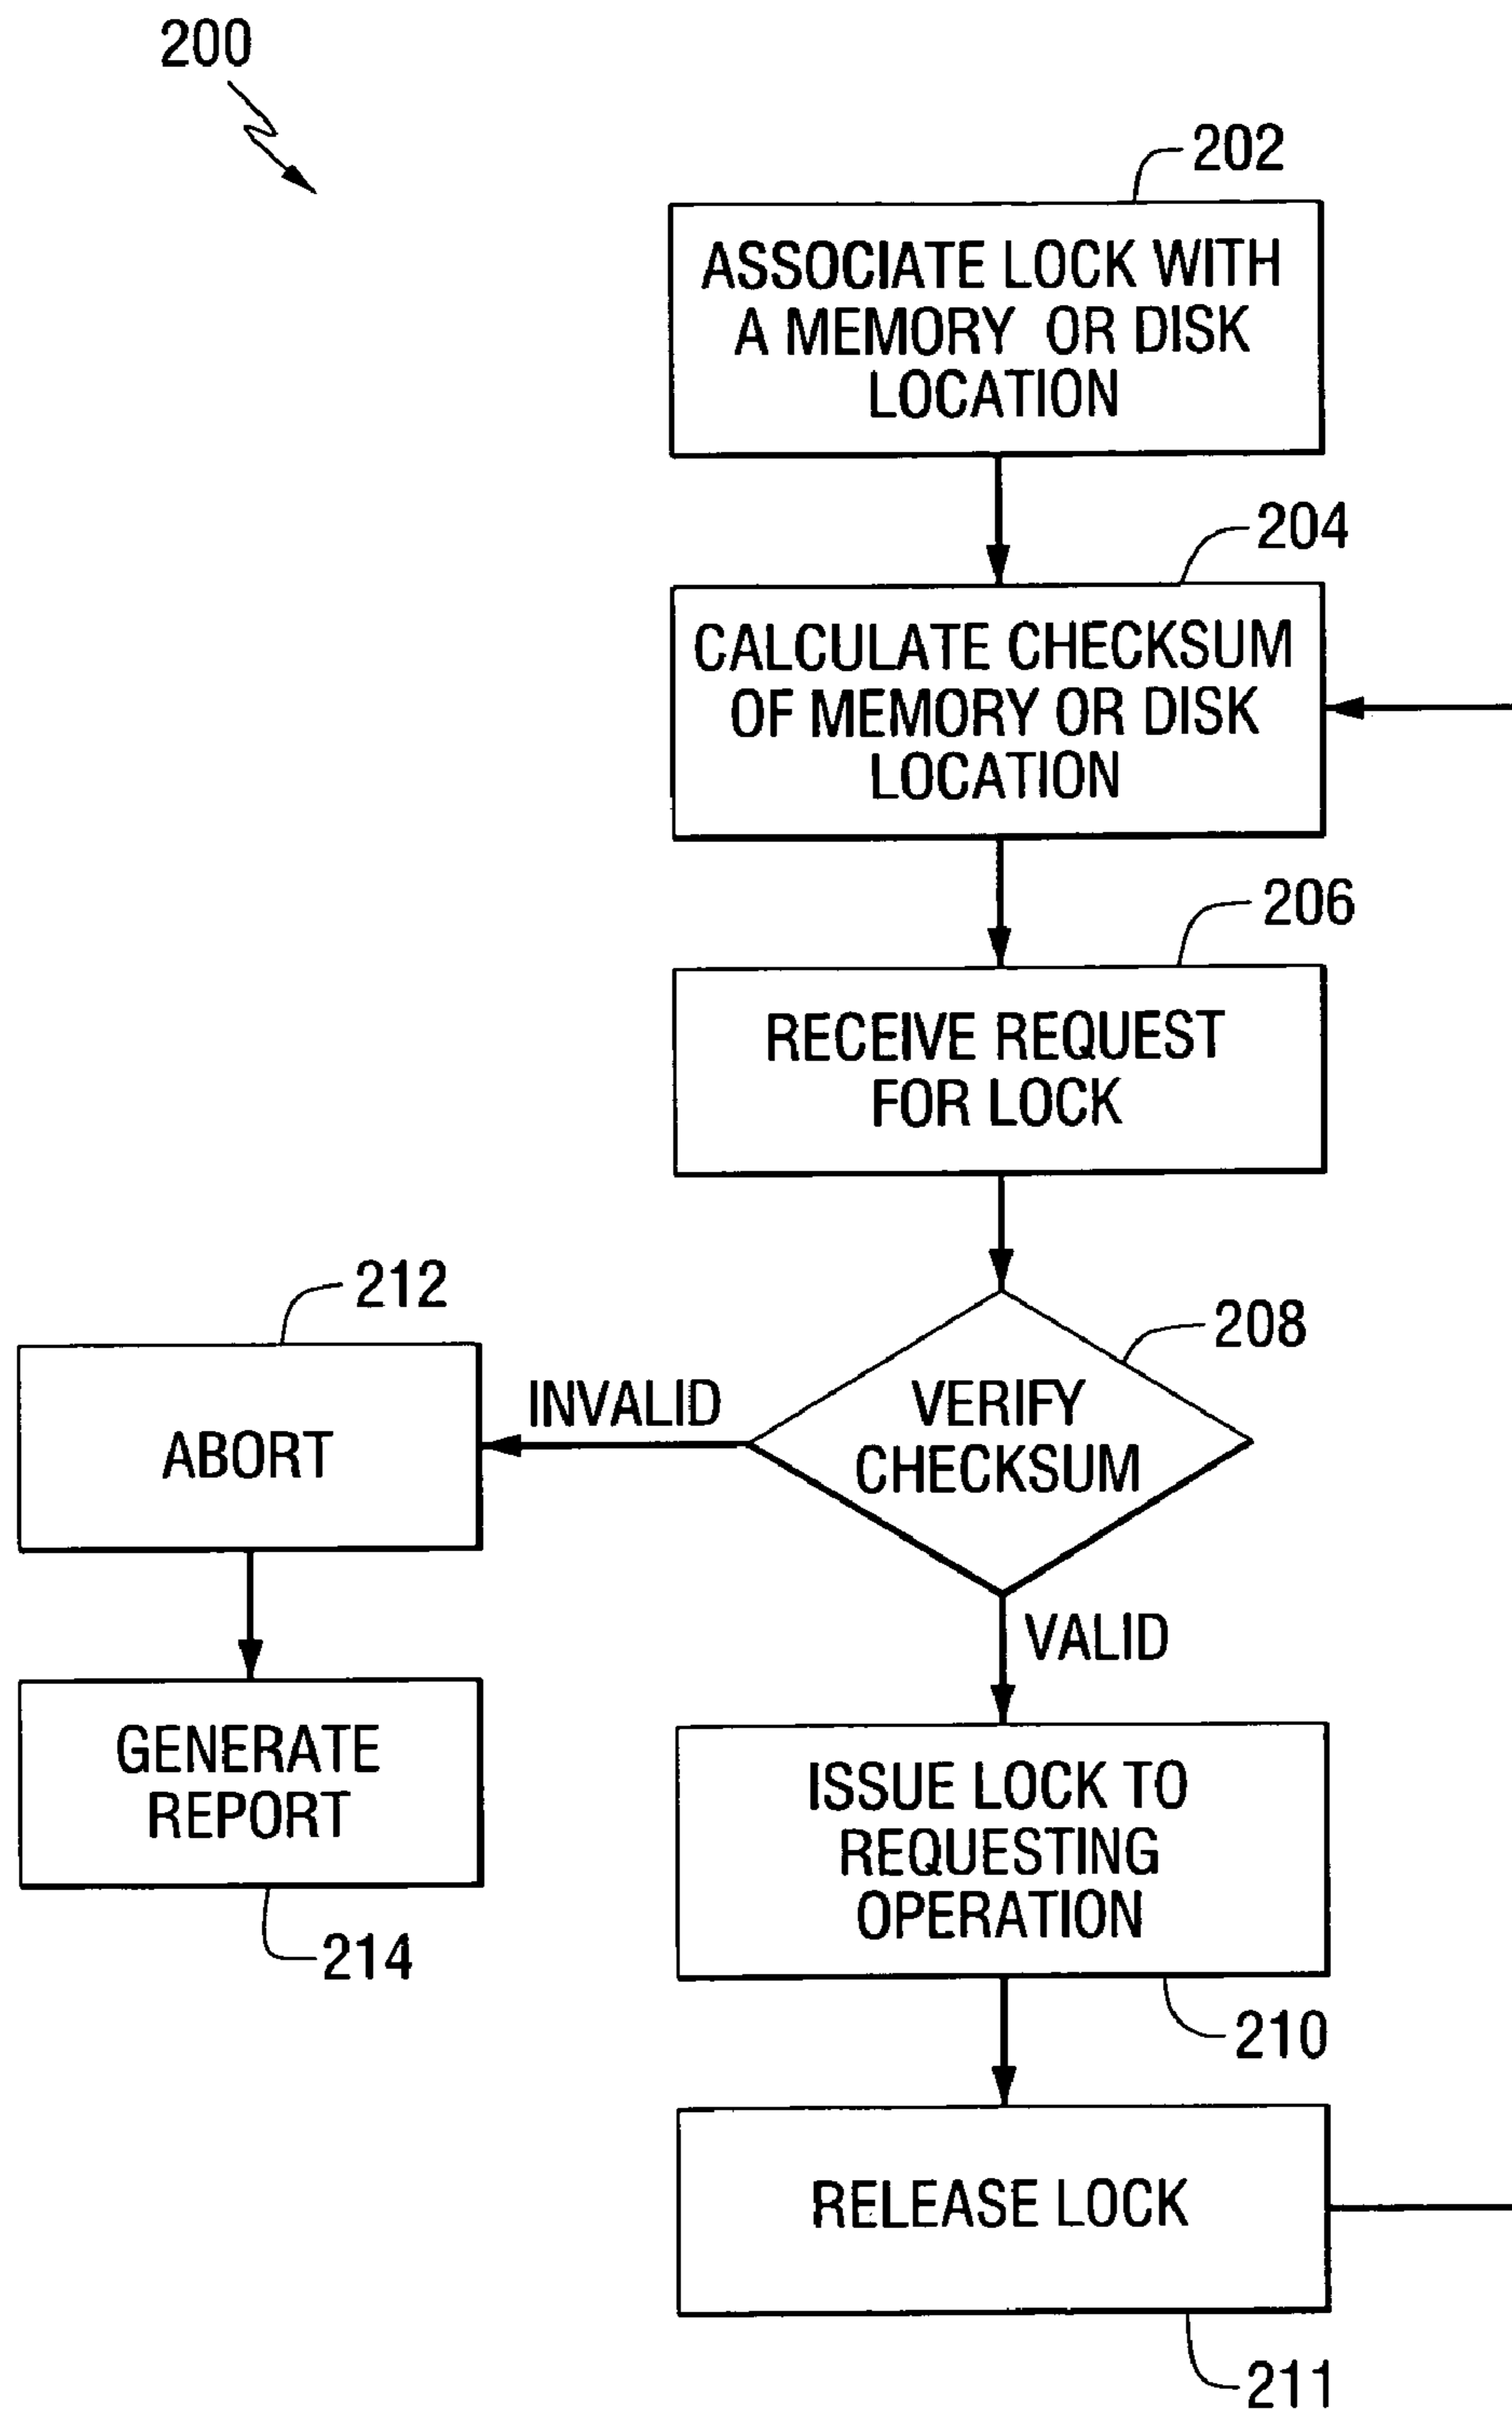 200
202
ASSOCIATE LOCK WITH
A MEMORY OR DISK
LOCATION
204
CALCULATE CHECKSUM
OF MEMORY OR DISK
LOCATION
206
RECEIVE REQUEST
FOR LOCK
208
VERIFY
CHECKSUM
INVALID
212
ABORT
GENERATE
REPORT
214
VALID
ISSUE LOCK TO
REQUESTING
OPERATION
210
RELEASE LOCK
211